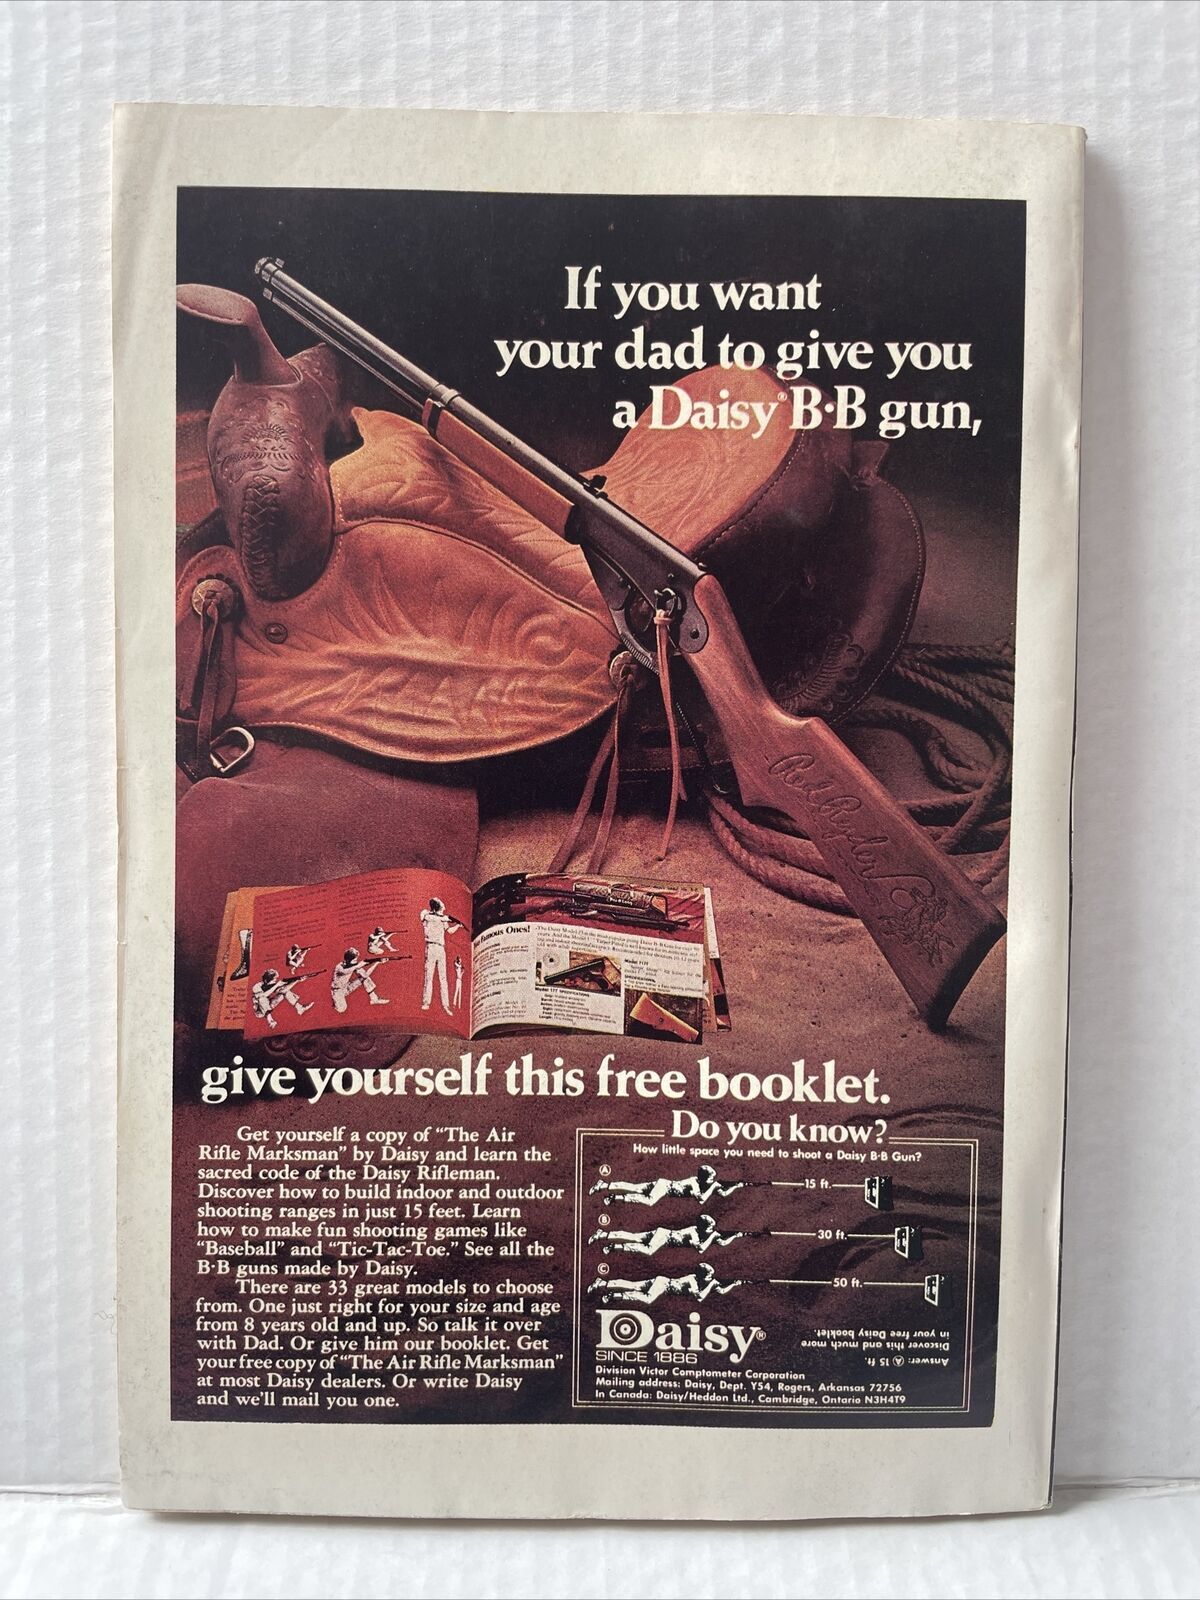 If you want
your dad to give you
a Daisy® B·B gun,
Red Ryder
Famous Ones!
give yourself this free booklet.
Get yourself a copy of “The Air
Rifle Marksman” by Daisy and learn the
sacred code of the Daisy Rifleman.
Discover how to build indoor and outdoor
shooting ranges in just 15 feet. Learn
how to make fun shooting games like
“Baseball” and “Tic-Tac-Toe.” See all the
B·B guns made by Daisy.
There are 33 great models to choose
from. One just right for your size and age
from 8 years old and up. So talk it over
with Dad. Or give him our booklet. Get
your free copy of “The Air Rifle Marksman”
at most Daisy dealers. Or write Daisy
and we’ll mail you one.
Do you know?
How little space you need to shoot a Daisy B·B Gun?
A 15 ft.
B 30 ft.
C 50 ft.
Daisy®
SINCE 1886
Answer: A 15 ft.
Discover this and much more
in your free Daisy booklet.
Division Victor Comptometer Corporation
Mailing address: Daisy, Dept. Y54, Rogers, Arkansas 72756
In Canada: Daisy/Heddon Ltd., Cambridge, Ontario N3H4T9